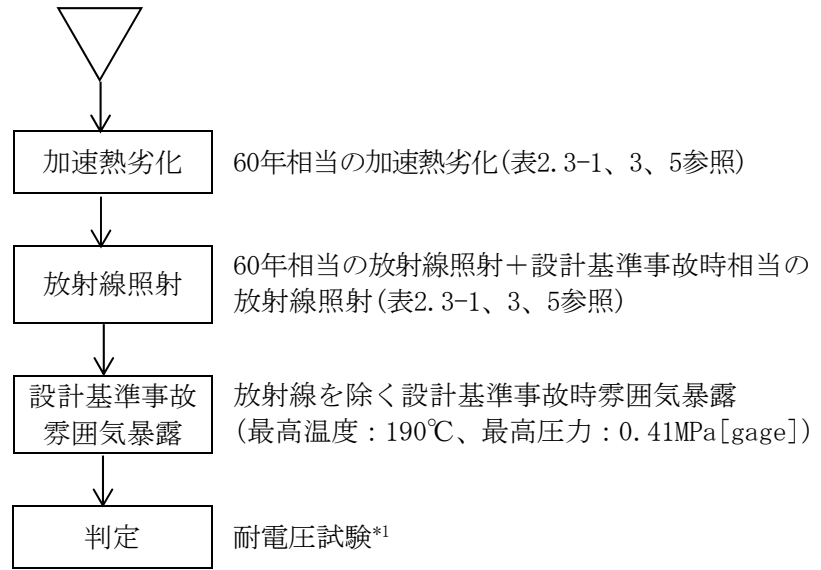 加速熱劣化
60年相当の加速熱劣化(表2.3-1、3、5参照)
放射線照射
60年相当の放射線照射＋設計基準事故時相当の
放射線照射(表2.3-1、3、5参照)
設計基準事故
雰囲気暴露
放射線を除く設計基準事故時雰囲気暴露
(最高温度：190℃、最高圧力：0.41MPa[gage])
判定
耐電圧試験*1